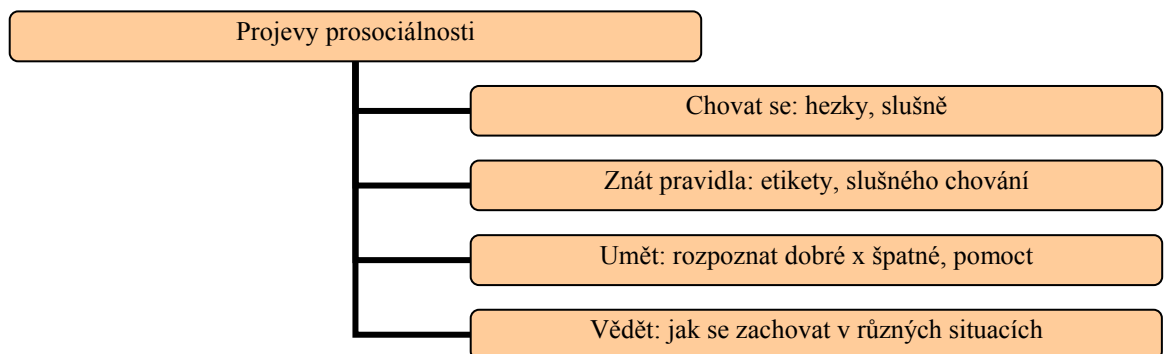 Projevy prosociálnosti
Chovat se: hezky, slušně
Znát pravidla: etikety, slušného chování
Umět: rozpoznat dobré x špatné, pomoct
Vědět: jak se zachovat v různých situacích